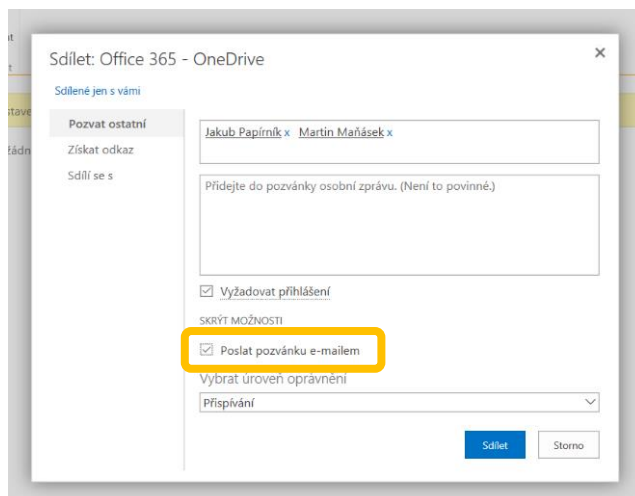 Sdílet: Office 365 - OneDrive
Sdílené jen s vámi
Pozvat ostatní
Získat odkaz
Sdílí se s
Jakub Papírník x Martin Maňásek x
Přidejte do pozvánky osobní zprávu. (Není to povinné.)
Vyžadovat přihlášení
SKRÝT MOŽNOSTI
Poslat pozvánku e-mailem
Vybrat úroveň oprávnění
Přispívání
Sdílet Storno